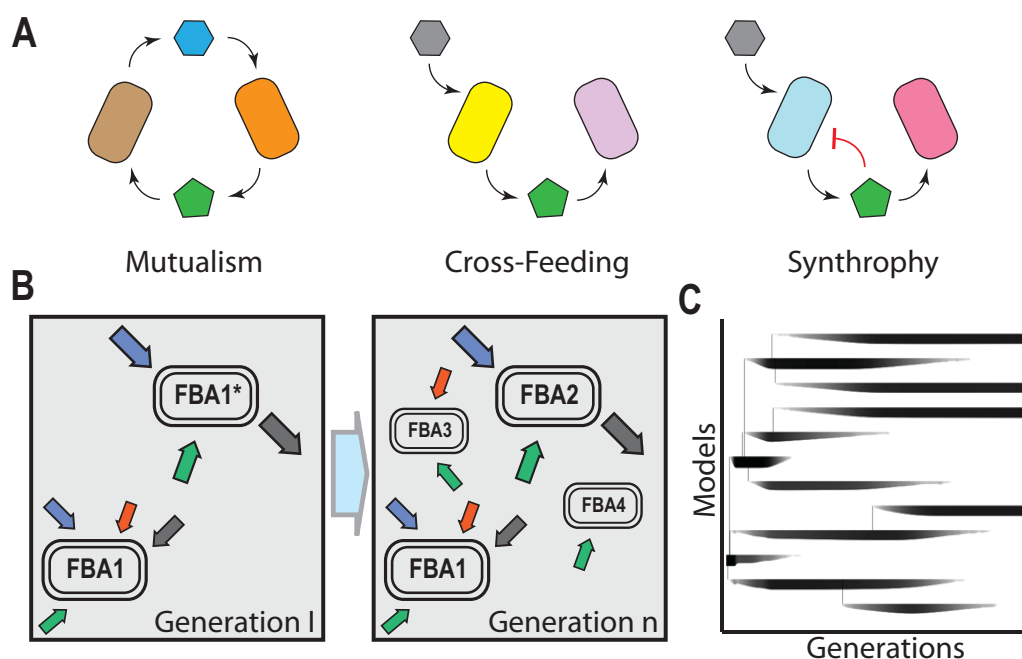 A
Mutualism
Cross-Feeding
Synthrophy
B
FBA1*
FBA1
Generation l
FBA2
FBA3
FBA4
FBA1
Generation n
C
Models
Generations